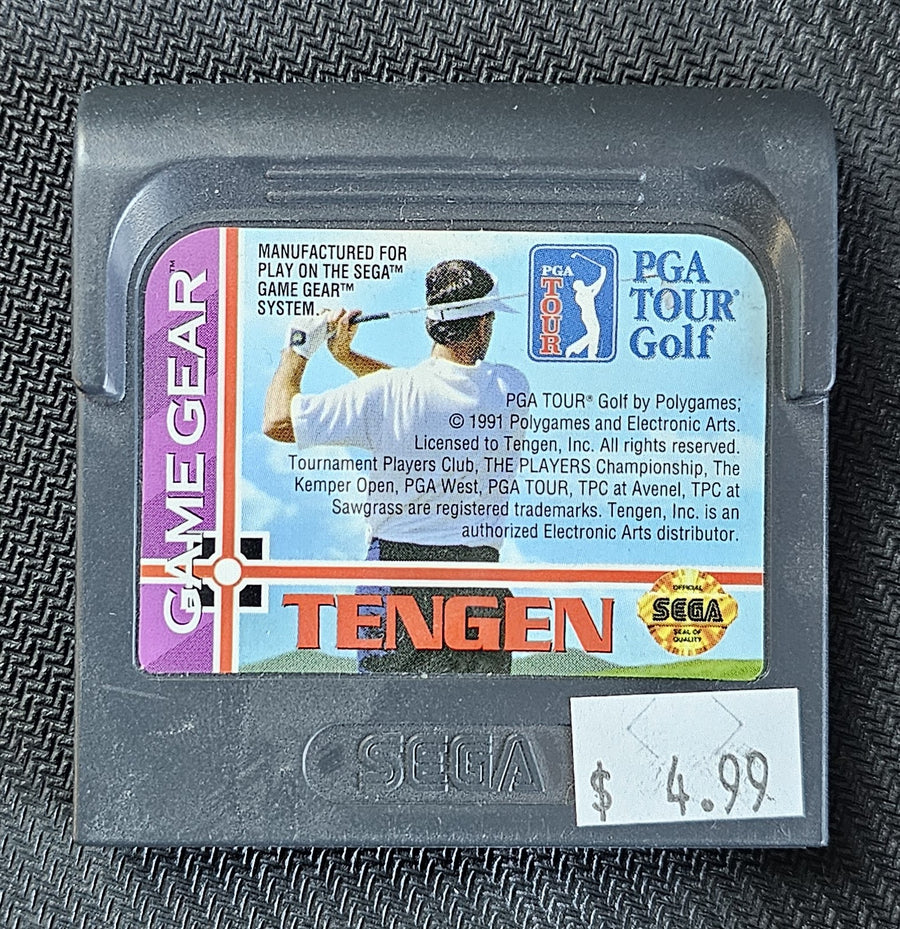 MANUFACTURED FOR
PLAY ON THE SEGA™
GAME GEAR™
SYSTEM.
PGA
TOUR
PGA
TOUR®
Golf
GAME GEAR™
PGA TOUR® Golf by Polygames;
© 1991 Polygames and Electronic Arts.
Licensed to Tengen, Inc. All rights reserved.
Tournament Players Club, THE PLAYERS Championship, The
Kemper Open, PGA West, PGA TOUR, TPC at Avenel, TPC at
Sawgrass are registered trademarks. Tengen, Inc. is an
authorized Electronic Arts distributor.
TENGEN
OFFICIAL
SEGA
SEAL OF
QUALITY
SEGA
$ 4.99